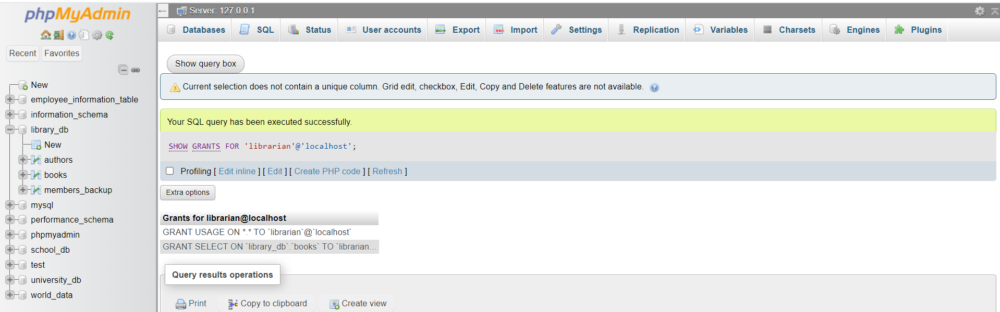 phpMyAdmin
Recent Favorites
New
employee_information_table
information_schema
library_db
New
authors
books
members_backup
mysql
performance_schema
phpmyadmin
school_db
test
university_db
world_data
Server: 127.0.0.1
Databases SQL Status User accounts Export Import Settings Replication Variables Charsets Engines Plugins
Show query box
Current selection does not contain a unique column. Grid edit, checkbox, Edit, Copy and Delete features are not available.
Your SQL query has been executed successfully.
SHOW GRANTS FOR 'librarian'@'localhost';
Profiling [ Edit inline ] [ Edit ] [ Create PHP code ] [ Refresh ]
Extra options
Grants for librarian@localhost
GRANT USAGE ON *.* TO `librarian`@`localhost`
GRANT SELECT ON `library_db`.`books` TO `librarian...
Query results operations
Print Copy to clipboard Create view